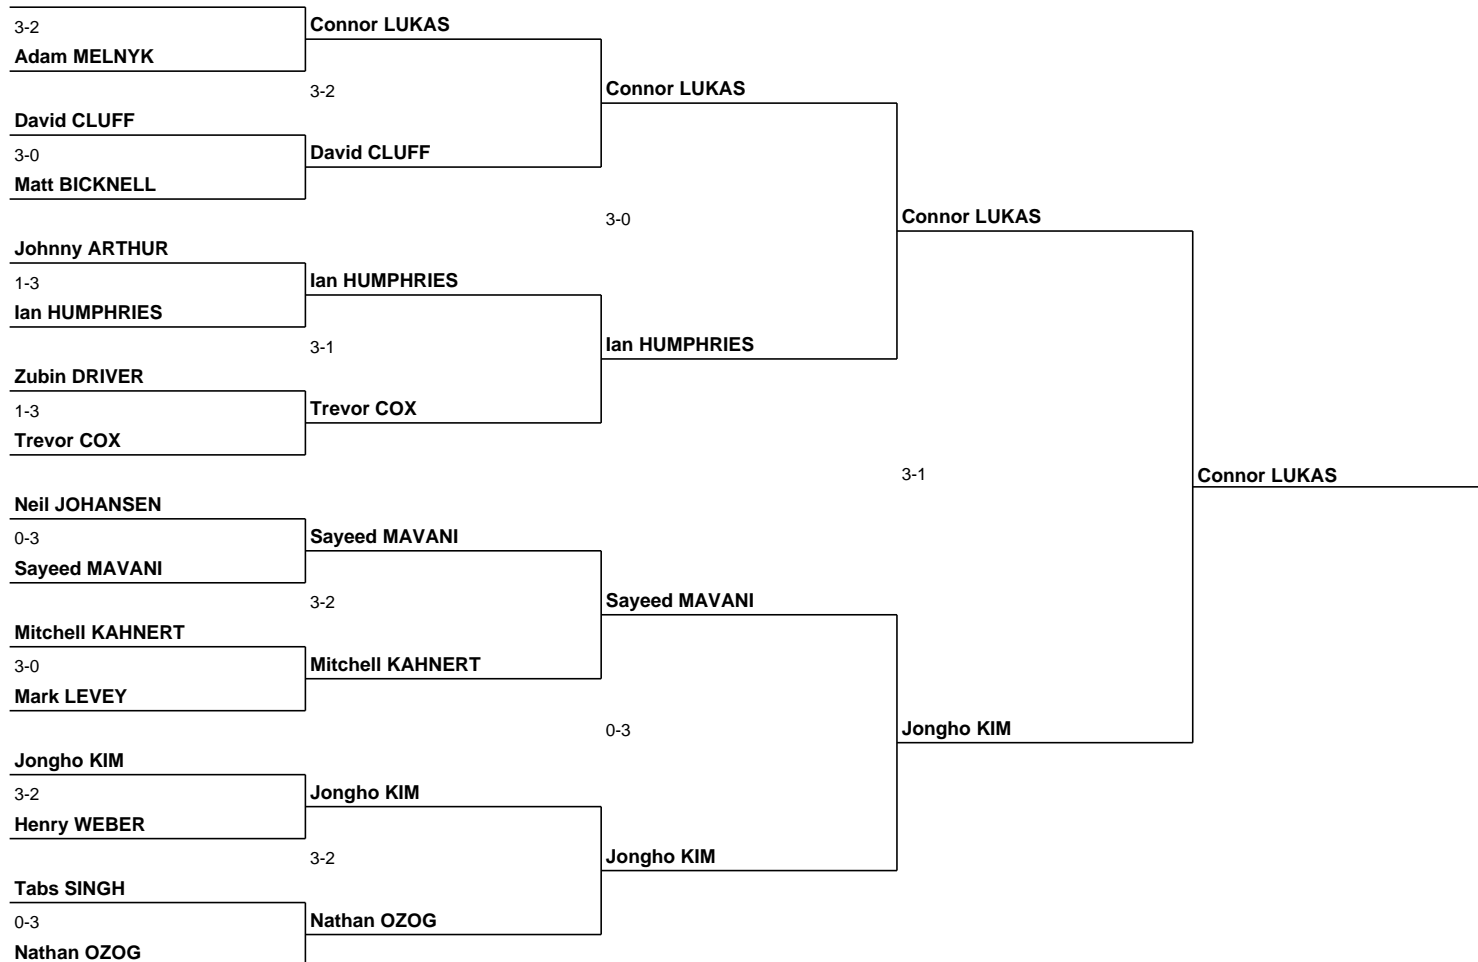 3-2
Adam MELNYK
David CLUFF
3-0
Matt BICKNELL
Johnny ARTHUR
1-3
Ian HUMPHRIES
Zubin DRIVER
1-3
Trevor COX
Neil JOHANSEN
0-3
Sayeed MAVANI
Mitchell KAHNERT
3-0
Mark LEVEY
Jongho KIM
3-2
Henry WEBER
Tabs SINGH
0-3
Nathan OZOG
Connor LUKAS
3-2
David CLUFF
Ian HUMPHRIES
3-1
Trevor COX
Sayeed MAVANI
3-2
Mitchell KAHNERT
Jongho KIM
3-2
Nathan OZOG
Connor LUKAS
3-0
Ian HUMPHRIES
Sayeed MAVANI
0-3
Jongho KIM
Connor LUKAS
3-1
Jongho KIM
Connor LUKAS